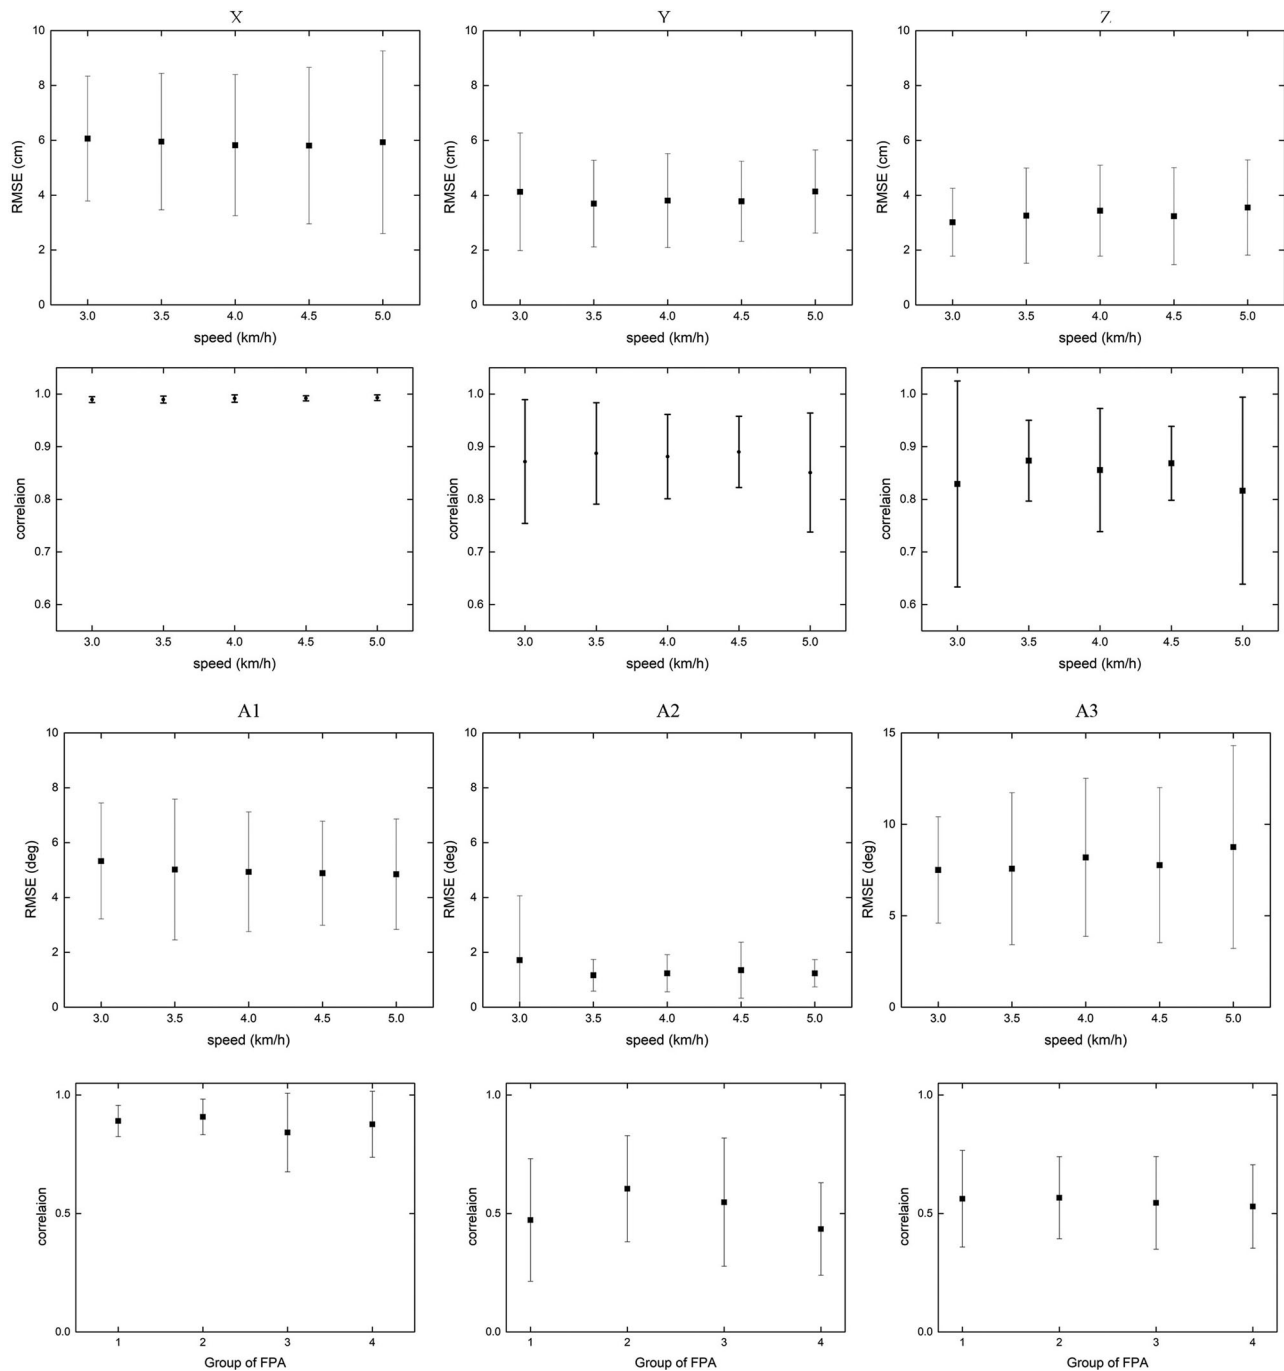 X Y Z
10 10 10
8 8 8
RMSE (cm) RMSE (cm) RMSE (cm)
6 6 6
4 4 4
2 2 2
0 0 0
3.0 3.5 4.0 4.5 5.0 3.0 3.5 4.0 4.5 5.0 3.0 3.5 4.0 4.5 5.0
speed (km/h) speed (km/h) speed (km/h)
1.0 1.0 1.0
0.9 0.9 0.9
correlaion correlaion correlaion
0.8 0.8 0.8
0.7 0.7 0.7
0.6 0.6 0.6
3.0 3.5 4.0 4.5 5.0 3.0 3.5 4.0 4.5 5.0 3.0 3.5 4.0 4.5 5.0
speed (km/h) speed (km/h) speed (km/h)
A1 A2 A3
10 10 15
8 8
RMSE (deg) RMSE (deg) RMSE (deg)
6 6 10
4 4 5
2 2
0 0 0
3.0 3.5 4.0 4.5 5.0 3.0 3.5 4.0 4.5 5.0 3.0 3.5 4.0 4.5 5.0
speed (km/h) speed (km/h) speed (km/h)
1.0 1.0 1.0
correlaion correlaion correlaion
0.5 0.5 0.5
0.0 0.0 0.0
1 2 3 4 1 2 3 4 1 2 3 4
Group of FPA Group of FPA Group of FPA